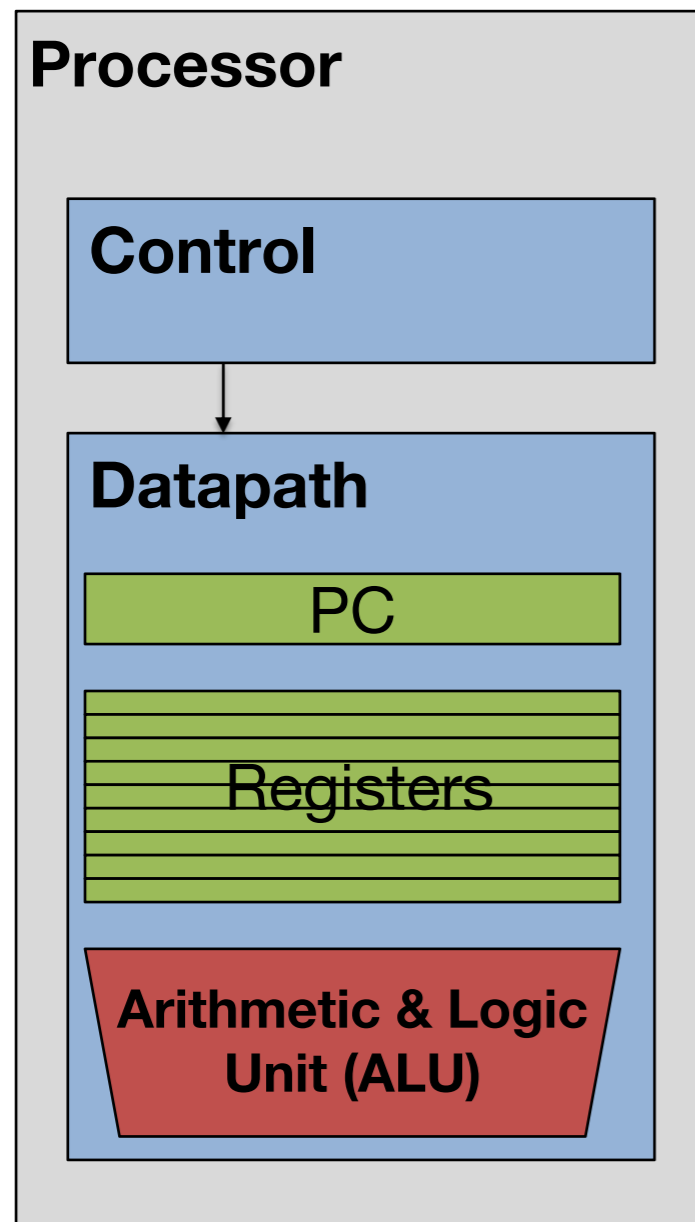 Processor
Control
Datapath
PC
Registers
Arithmetic & Logic
Unit (ALU)